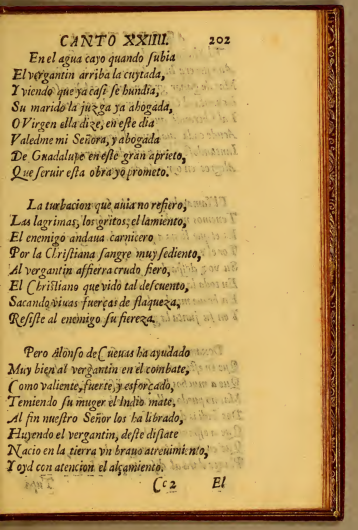 CANTO XXIIII. 202
En el agua cayo quando ſubia
El vergantin arriba la cuytada,
Y viendo que ya caſi ſe hundia,
Su marido la juzga ya ahogada,
O Virgen ella dize, en eſte dia
Valedme mi Señora, y abogada
De Guadalupe en eſte gran aprieto,
Que ſeruir eſta obra yo prometo.
La turbacion que auia no refiero,
Las lagrimas, los gritos, el lamiento,
El enemigo andaua carnicero
Por la Chriſtiana ſangre muy ſediento,
Al vergantin affierra crudo, fiero,
El Chriſtiano que vido tal deſcuento,
Sacando viuas fuerças de flaqueza,
Reſiſte al enemigo ſu fiereza.
Pero Alonſo de Cueuas ha ayudado
Muy bien al vergantin en el combate,
Como valiente, fuerte, y esforçado,
Temiendo ſu muger el Indio mate,
Al fin nueſtro Señor los ha librado,
Huyendo el vergantin, deſte diſlate
Nacio en la tierra vn brauo atreuimiento,
Y oyd con atencion el alçamiento.
Cc2 El